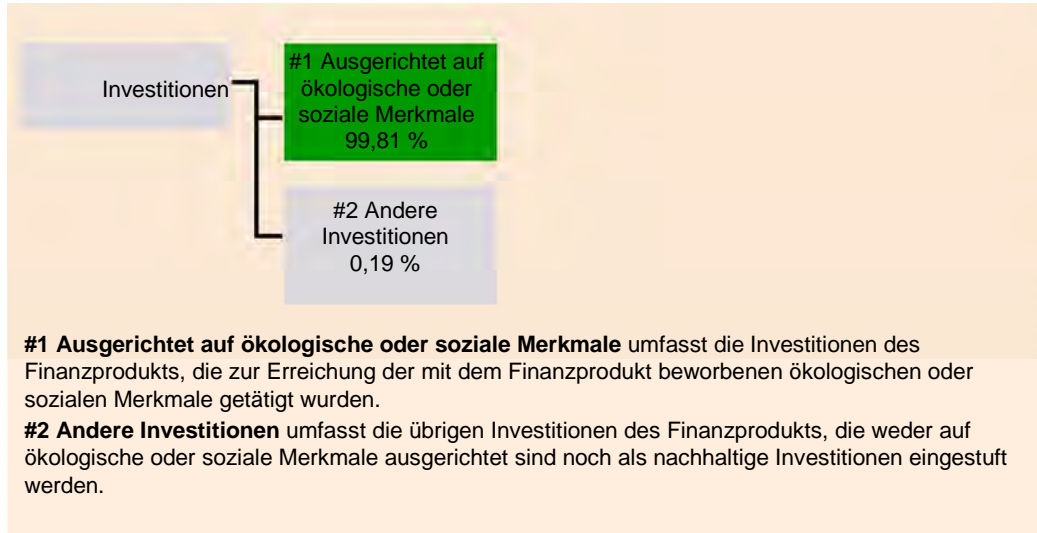 Investitionen
#1 Ausgerichtet auf
ökologische oder
soziale Merkmale
99,81 %
#2 Andere
Investitionen
0,19 %
#1 Ausgerichtet auf ökologische oder soziale Merkmale umfasst die Investitionen des
Finanzprodukts, die zur Erreichung der mit dem Finanzprodukt beworbenen ökologischen oder
sozialen Merkmale getätigt wurden.
#2 Andere Investitionen umfasst die übrigen Investitionen des Finanzprodukts, die weder auf
ökologische oder soziale Merkmale ausgerichtet sind noch als nachhaltige Investitionen eingestuft
werden.